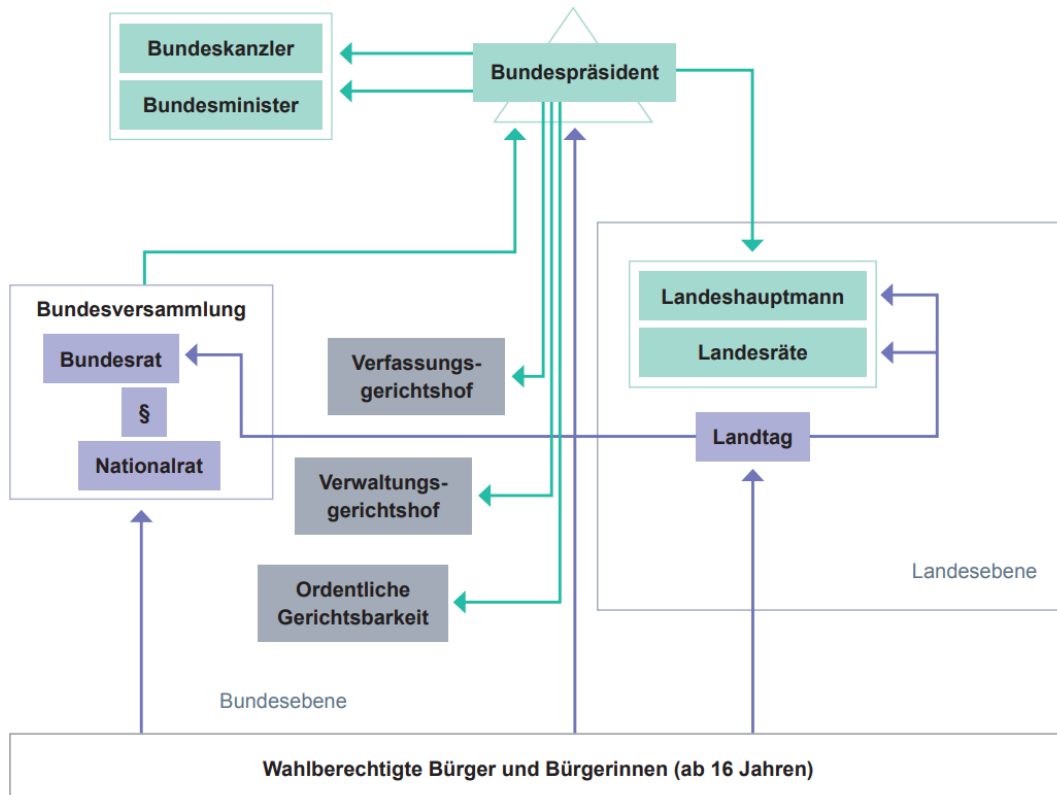 Bundeskanzler
Bundesminister
Bundespräsident
Bundesversammlung
Bundesrat
§
Nationalrat
Verfassungs-
gerichtshof
Verwaltungs-
gerichtshof
Ordentliche
Gerichtsbarkeit
Landeshauptmann
Landesräte
Landtag
Landesebene
Bundesebene
Wahlberechtigte Bürger und Bürgerinnen (ab 16 Jahren)